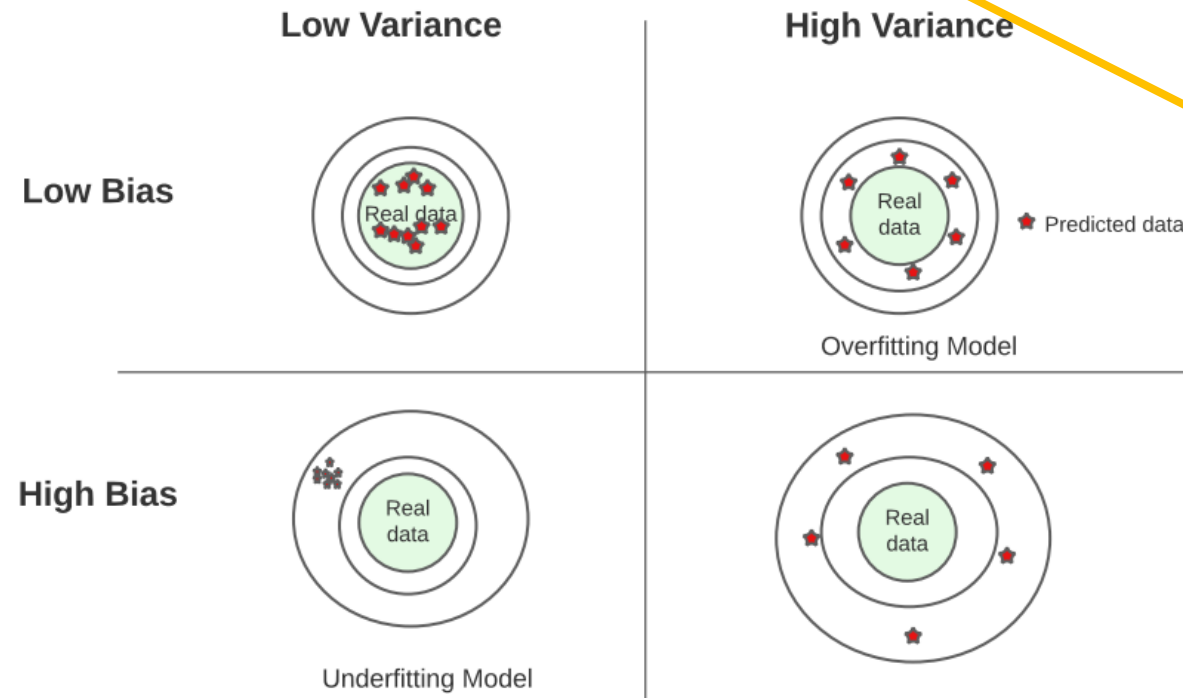 Low Variance
High Variance
Low Bias
Real data
Real
data
Predicted data
Overfitting Model
High Bias
Real
data
Real
data
Underfitting Model